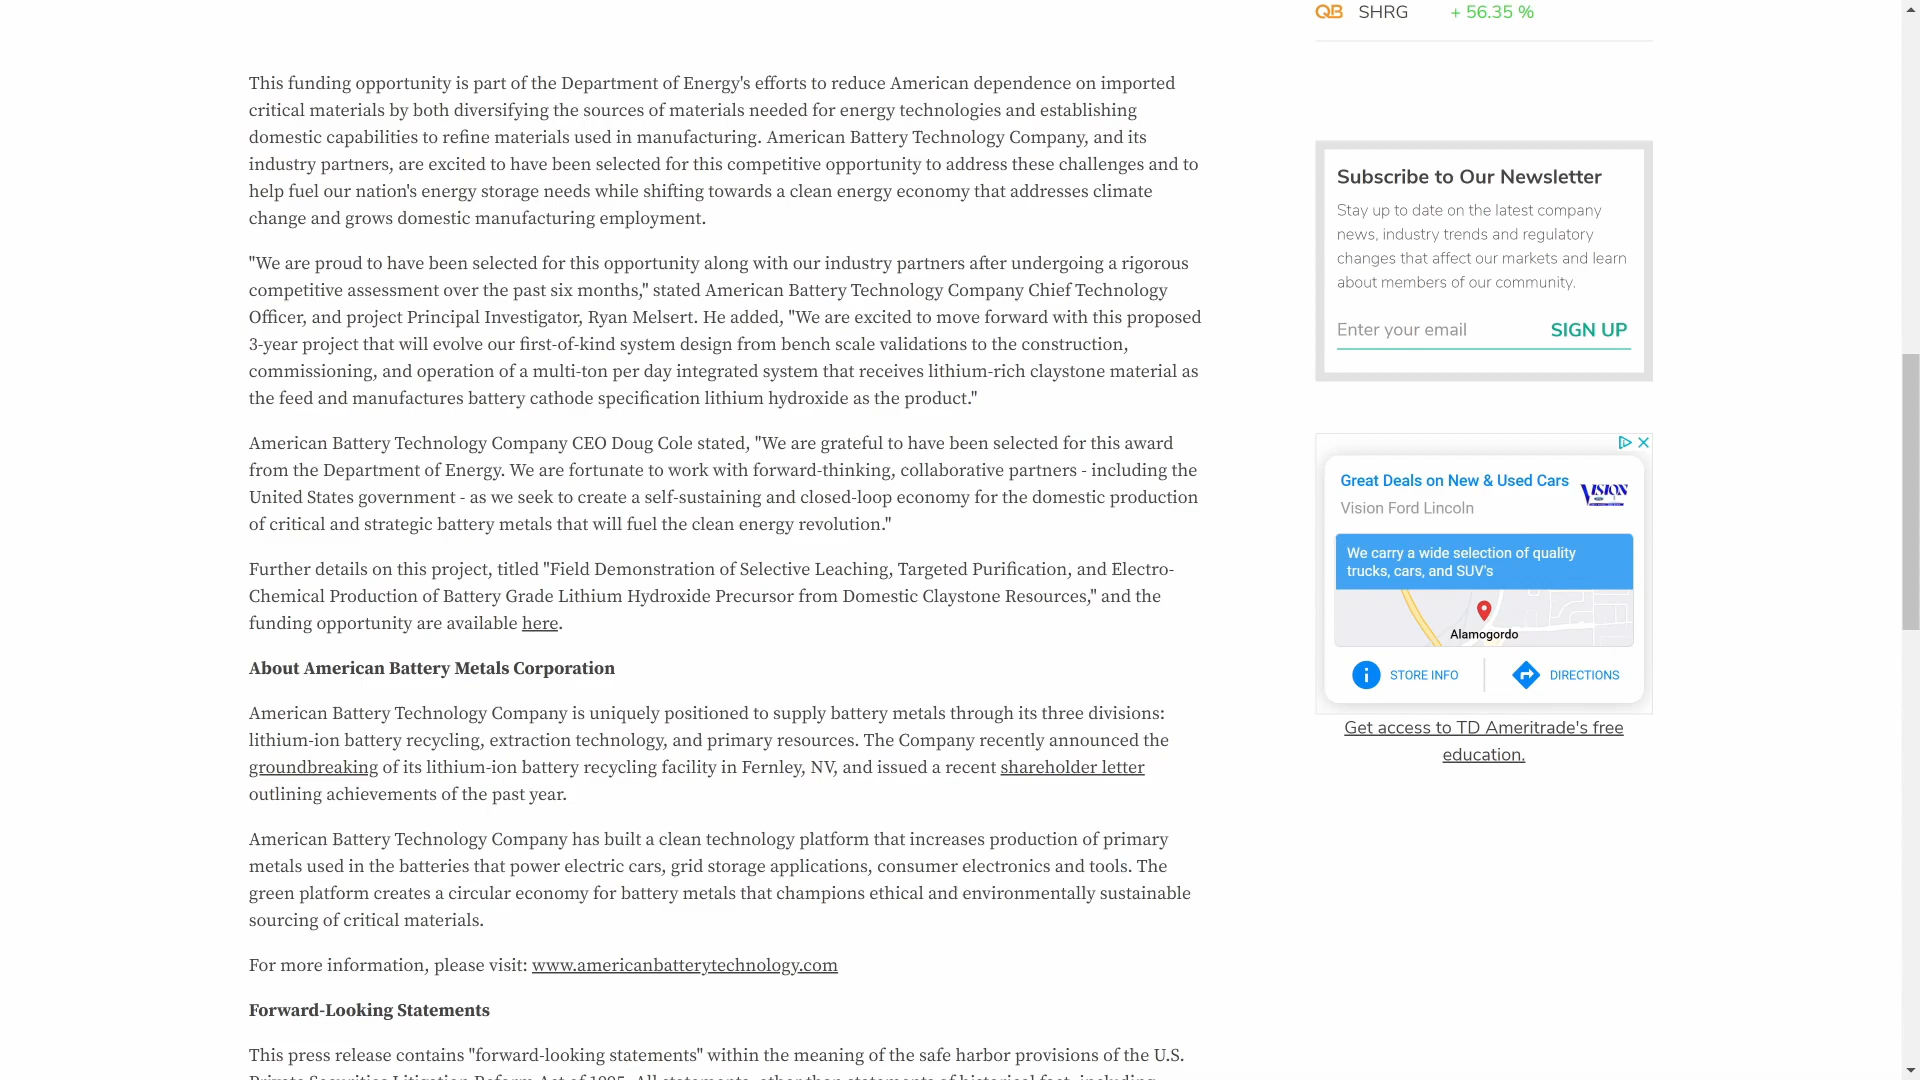 QB SHRG + 56.35 %
This funding opportunity is part of the Department of Energy's efforts to reduce American dependence on imported
critical materials by both diversifying the sources of materials needed for energy technologies and establishing
domestic capabilities to refine materials used in manufacturing. American Battery Technology Company, and its
industry partners, are excited to have been selected for this competitive opportunity to address these challenges and to
help fuel our nation's energy storage needs while shifting towards a clean energy economy that addresses climate
change and grows domestic manufacturing employment.
"We are proud to have been selected for this opportunity along with our industry partners after undergoing a rigorous
competitive assessment over the past six months," stated American Battery Technology Company Chief Technology
Officer, and project Principal Investigator, Ryan Melsert. He added, "We are excited to move forward with this proposed
3-year project that will evolve our first-of-kind system design from bench scale validations to the construction,
commissioning, and operation of a multi-ton per day integrated system that receives lithium-rich claystone material as
the feed and manufactures battery cathode specification lithium hydroxide as the product."
American Battery Technology Company CEO Doug Cole stated, "We are grateful to have been selected for this award
from the Department of Energy. We are fortunate to work with forward-thinking, collaborative partners - including the
United States government - as we seek to create a self-sustaining and closed-loop economy for the domestic production
of critical and strategic battery metals that will fuel the clean energy revolution."
Further details on this project, titled "Field Demonstration of Selective Leaching, Targeted Purification, and Electro-
Chemical Production of Battery Grade Lithium Hydroxide Precursor from Domestic Claystone Resources," and the
funding opportunity are available here.
About American Battery Metals Corporation
American Battery Technology Company is uniquely positioned to supply battery metals through its three divisions:
lithium-ion battery recycling, extraction technology, and primary resources. The Company recently announced the
groundbreaking of its lithium-ion battery recycling facility in Fernley, NV, and issued a recent shareholder letter
outlining achievements of the past year.
American Battery Technology Company has built a clean technology platform that increases production of primary
metals used in the batteries that power electric cars, grid storage applications, consumer electronics and tools. The
green platform creates a circular economy for battery metals that champions ethical and environmentally sustainable
sourcing of critical materials.
For more information, please visit: www.americanbatterytechnology.com
Forward-Looking Statements
This press release contains "forward-looking statements" within the meaning of the safe harbor provisions of the U.S.
Private Securities Litigation Reform Act of 1995. All statements, other than statements of historical fact, including
Subscribe to Our Newsletter
Stay up to date on the latest company
news, industry trends and regulatory
changes that affect our markets and learn
about members of our community.
Enter your email SIGN UP
Great Deals on New & Used Cars
Vision Ford Lincoln
VISION
We carry a wide selection of quality
trucks, cars, and SUV's
Alamogordo
STORE INFO DIRECTIONS
Get access to TD Ameritrade's free
education.